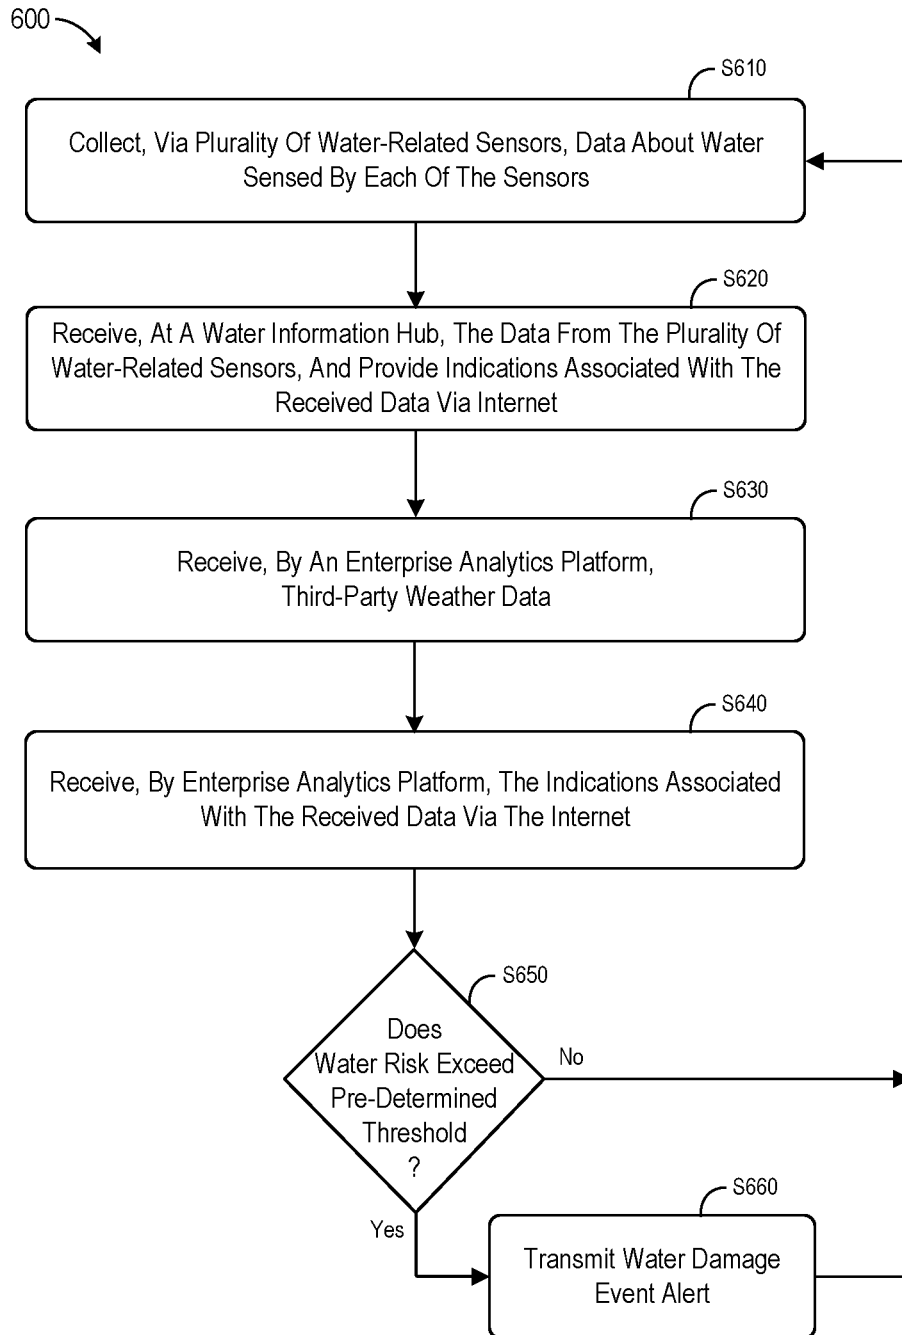 600
S610
Collect, Via Plurality Of Water-Related Sensors, Data About Water
Sensed By Each Of The Sensors
S620
Receive, At A Water Information Hub, The Data From The Plurality Of
Water-Related Sensors, And Provide Indications Associated With The
Received Data Via Internet
S630
Receive, By An Enterprise Analytics Platform,
Third-Party Weather Data
S640
Receive, By Enterprise Analytics Platform, The Indications Associated
With The Received Data Via The Internet
S650
Does
Water Risk Exceed
Pre-Determined
Threshold
?
No
Yes
S660
Transmit Water Damage
Event Alert